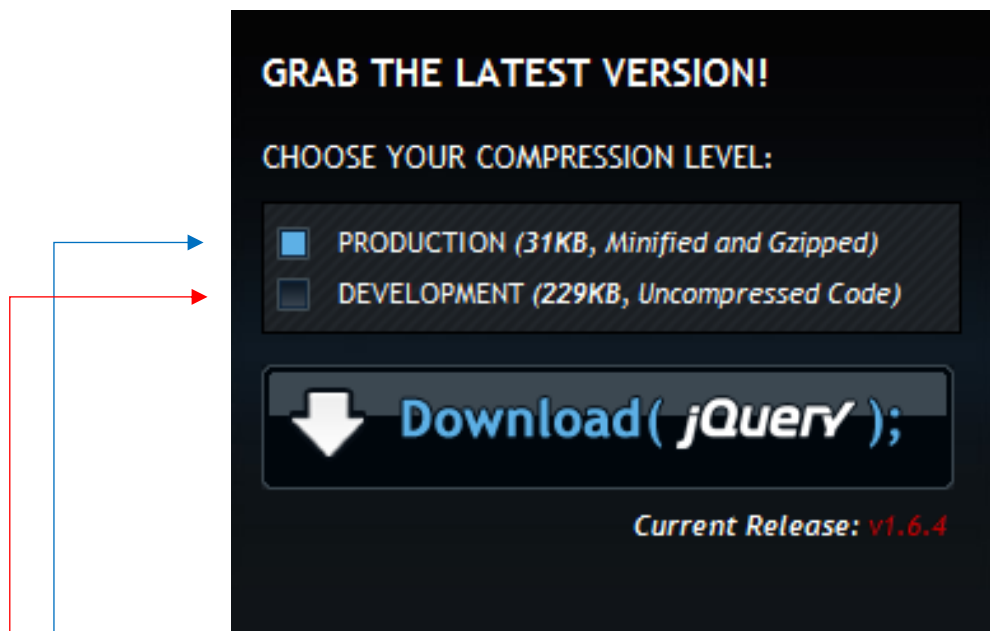 GRAB THE LATEST VERSION!
CHOOSE YOUR COMPRESSION LEVEL:
PRODUCTION (31KB, Minified and Gzipped)
DEVELOPMENT (229KB, Uncompressed Code)
Download( jQuery );
Current Release: v1.6.4